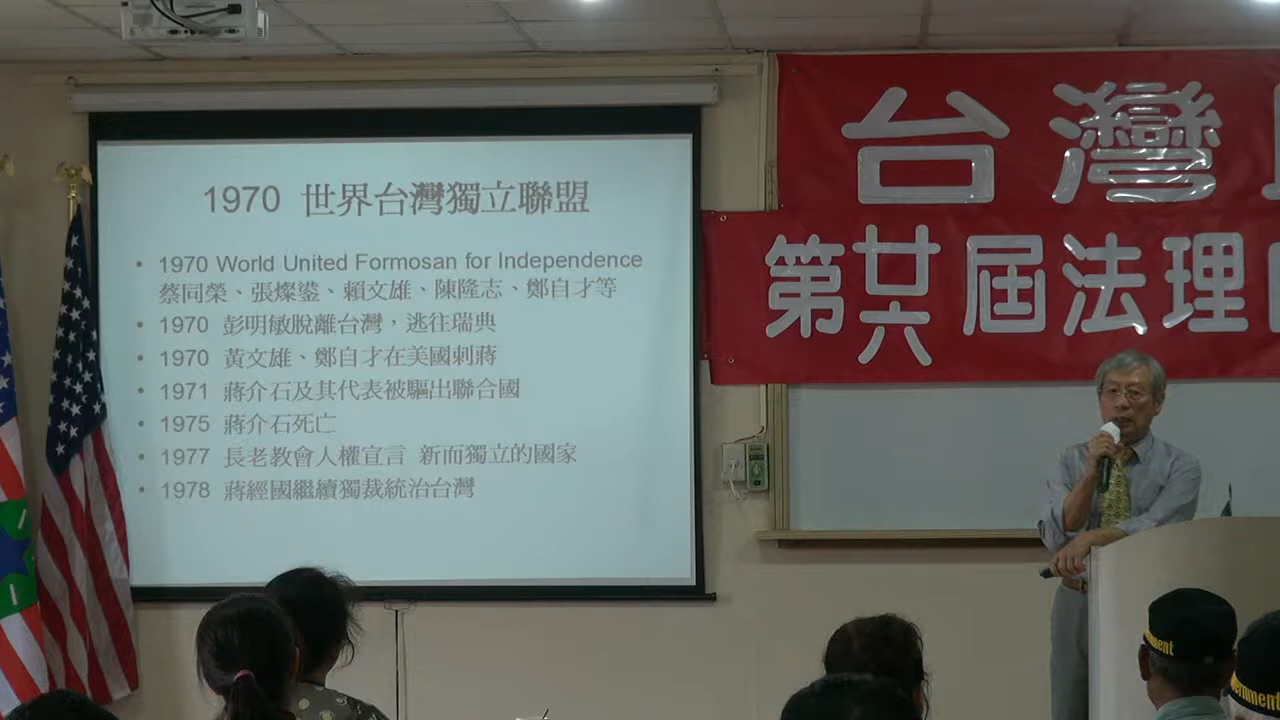 1970 世界台灣獨立聯盟
• 1970 World United Formosan for Independence
蔡同榮、張燦鍙、賴文雄、陳隆志、鄭自才等
• 1970 彭明敏脫離台灣，逃往瑞典
• 1970 黃文雄、鄭自才在美國刺蔣
• 1971 蔣介石及其代表被驅出聯合國
• 1975 蔣介石死亡
• 1977 長老教會人權宣言 新而獨立的國家
• 1978 蔣經國繼續獨裁統治台灣
台灣
第廿六屆法理